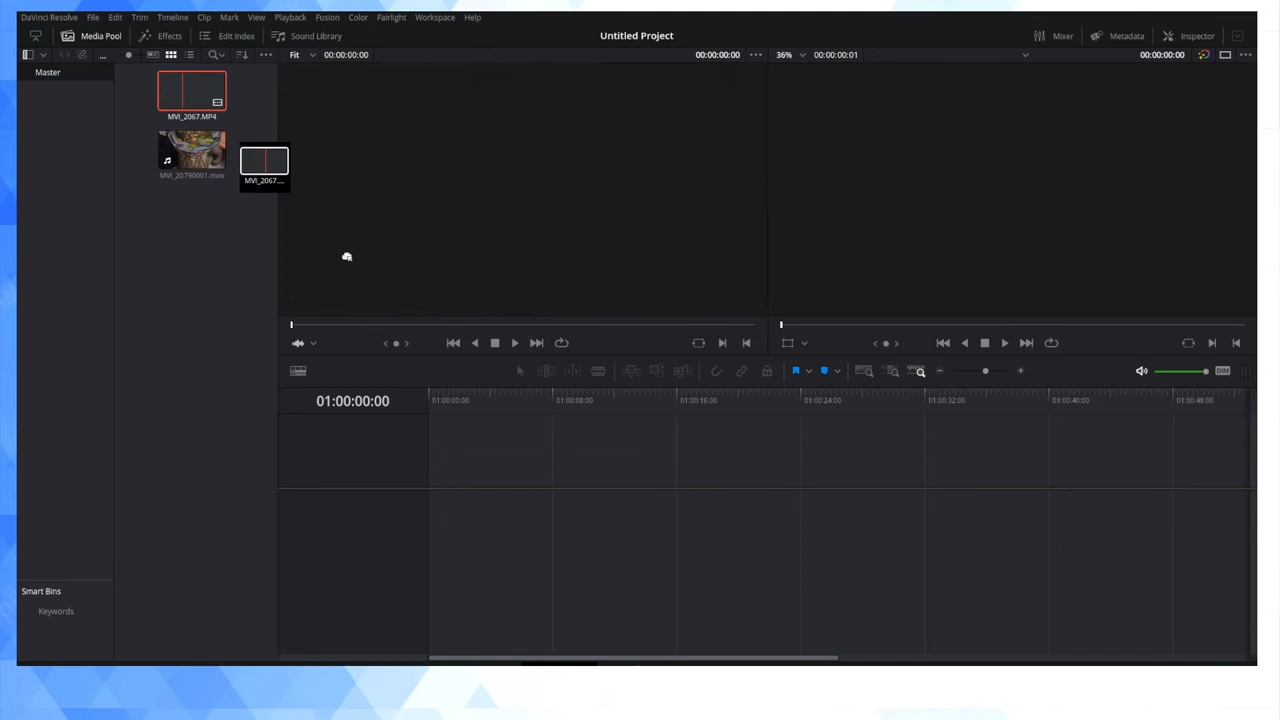 DaVinci Resolve File Edit Trim Timeline Clip Mark View Playback Fusion Color Fairlight Workspace Help
Media Pool Effects Edit Index Sound Library Untitled Project Mixer Metadata Inspector
... Fit 00:00:00:00 00:00:00:00 36% 00:00:00:01 00:00:00:00
Master
MVI_2067.MP4
MVI_20790001.mov
MVI_2067....
DIM
01:00:00:00 01:00:00:00 01:00:08:00 01:00:16:00 01:00:24:00 01:00:32:00 01:00:40:00 01:00:48:00
Smart Bins
Keywords